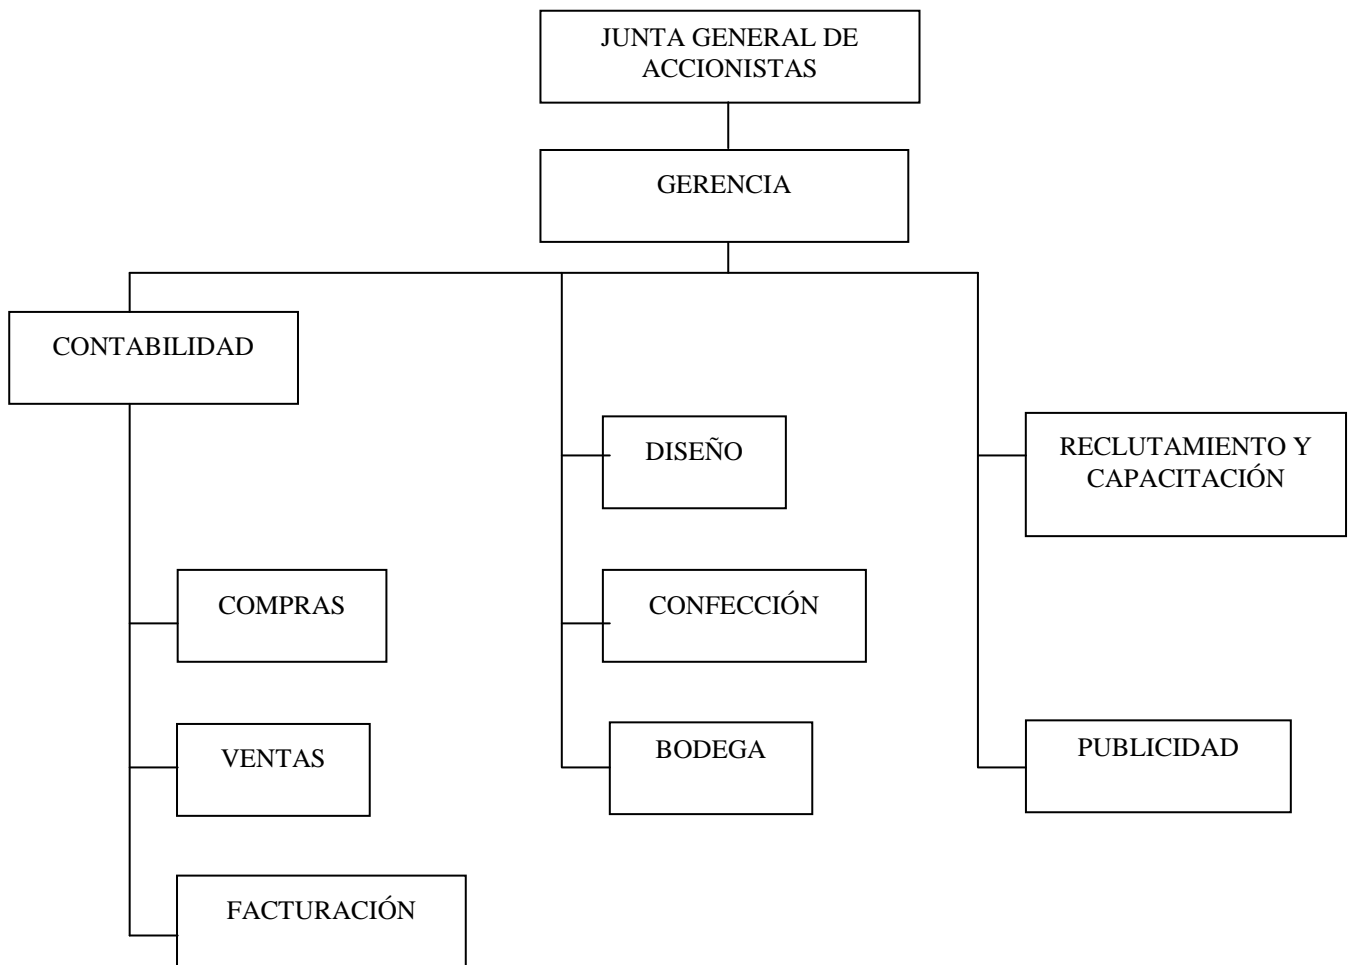 JUNTA GENERAL DE
ACCIONISTAS
GERENCIA
CONTABILIDAD
DISEÑO
RECLUTAMIENTO Y
CAPACITACIÓN
COMPRAS
CONFECCIÓN
VENTAS
BODEGA
PUBLICIDAD
FACTURACIÓN